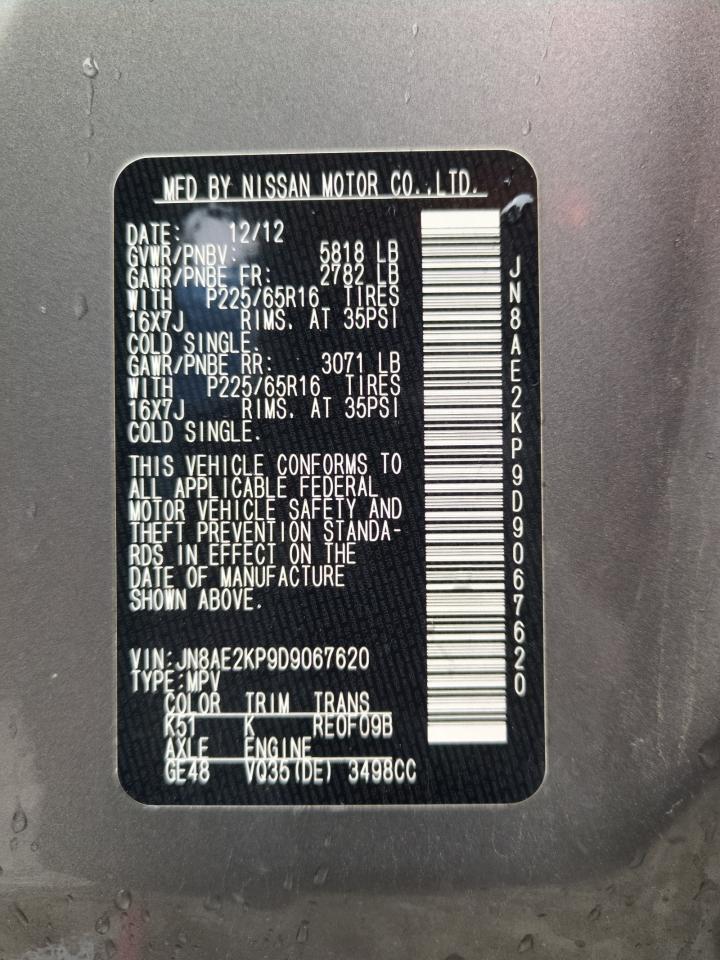 MFD BY NISSAN MOTOR CO.,LTD.
DATE: 12/12
GVWR/PNBV: 5818 LB
GAWR/PNBE FR: 2782 LB
WITH P225/65R16 TIRES
16X7J RIMS. AT 35PSI
COLD SINGLE.
GAWR/PNBE RR: 3071 LB
WITH P225/65R16 TIRES
16X7J RIMS. AT 35PSI
COLD SINGLE.
THIS VEHICLE CONFORMS TO
ALL APPLICABLE FEDERAL
MOTOR VEHICLE SAFETY AND
THEFT PREVENTION STANDA-
RDS IN EFFECT ON THE
DATE OF MANUFACTURE
SHOWN ABOVE.
VIN:JN8AE2KP9D9067620
TYPE:MPV
COLOR TRIM TRANS
K51 K RE0F09B
AXLE ENGINE
GE48 VQ35(DE) 3498CC
JN8AE2KP9D9067620